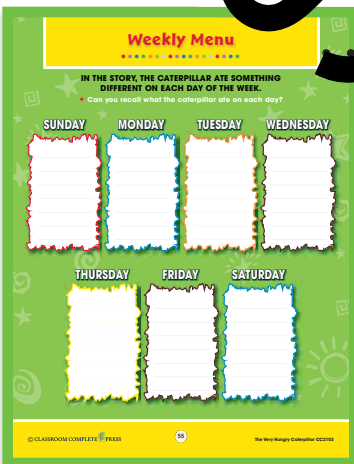 Weekly Menu
IN THE STORY, THE CATERPILLAR ATE SOMETHING
DIFFERENT ON EACH DAY OF THE WEEK.
• Can you recall what the caterpillar ate on each day?
SUNDAY MONDAY TUESDAY WEDNESDAY
THURSDAY FRIDAY SATURDAY
© CLASSROOM COMPLETE PRESS
55
The Very Hungry Caterpillar CC2103